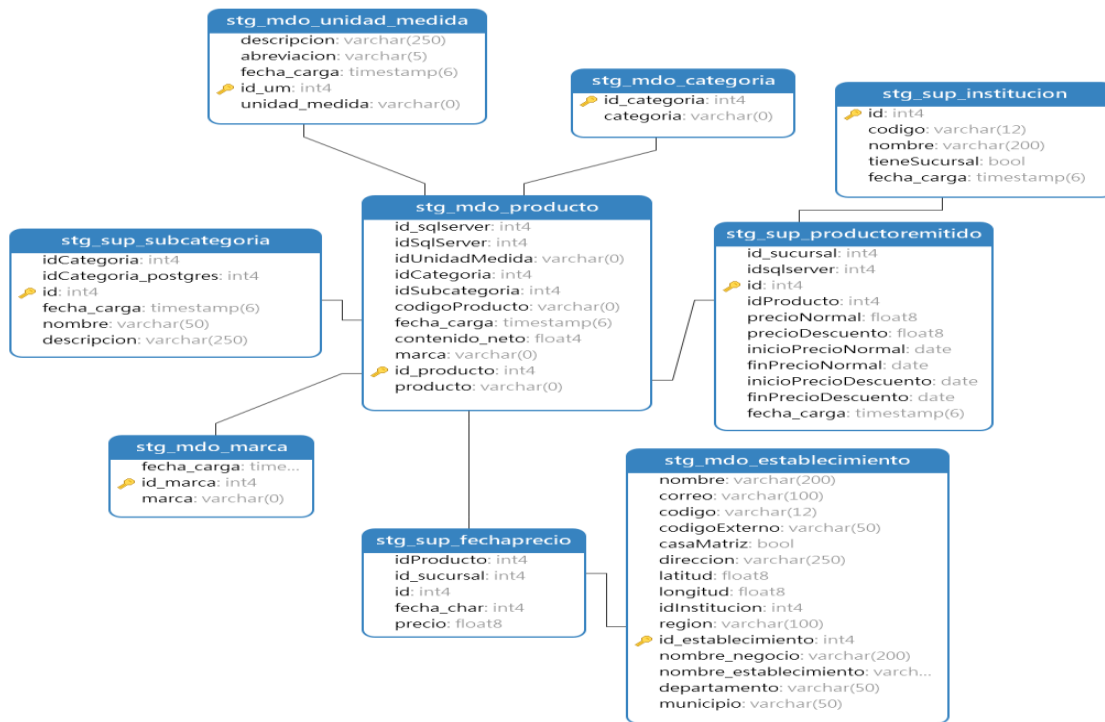 stg_mdo_unidad_medida
descripcion: varchar(250)
abreviacion: varchar(5)
fecha_carga: timestamp(6)
id_um: int4
unidad_medida: varchar(0)
stg_mdo_categoria
id_categoria: int4
categoria: varchar(0)
stg_sup_institucion
id: int4
codigo: varchar(12)
nombre: varchar(200)
tieneSucursal: bool
fecha_carga: timestamp(6)
stg_mdo_producto
id_sqlserver: int4
idSqlServer: int4
idUnidadMedida: varchar(0)
idCategoria: int4
idSubcategoria: int4
codigoProducto: varchar(0)
fecha_carga: timestamp(6)
contenido_neto: float4
marca: varchar(0)
id_producto: int4
producto: varchar(0)
stg_sup_subcategoria
idCategoria: int4
idCategoria_postgres: int4
id: int4
fecha_carga: timestamp(6)
nombre: varchar(50)
descripcion: varchar(250)
stg_sup_productoremitido
id_sucursal: int4
idsqlserver: int4
id: int4
idProducto: int4
precioNormal: float8
precioDescuento: float8
inicioPrecioNormal: date
finPrecioNormal: date
inicioPrecioDescuento: date
finPrecioDescuento: date
fecha_carga: timestamp(6)
stg_mdo_marca
fecha_carga: time...
id_marca: int4
marca: varchar(0)
stg_sup_fechaprecio
idProducto: int4
id_sucursal: int4
id: int4
fecha_char: int4
precio: float8
stg_mdo_establecimiento
nombre: varchar(200)
correo: varchar(100)
codigo: varchar(12)
codigoExterno: varchar(50)
casaMatriz: bool
direccion: varchar(250)
latitud: float8
longitud: float8
idInstitucion: int4
region: varchar(100)
id_establecimiento: int4
nombre_negocio: varchar(200)
nombre_establecimiento: varch...
departamento: varchar(50)
municipio: varchar(50)